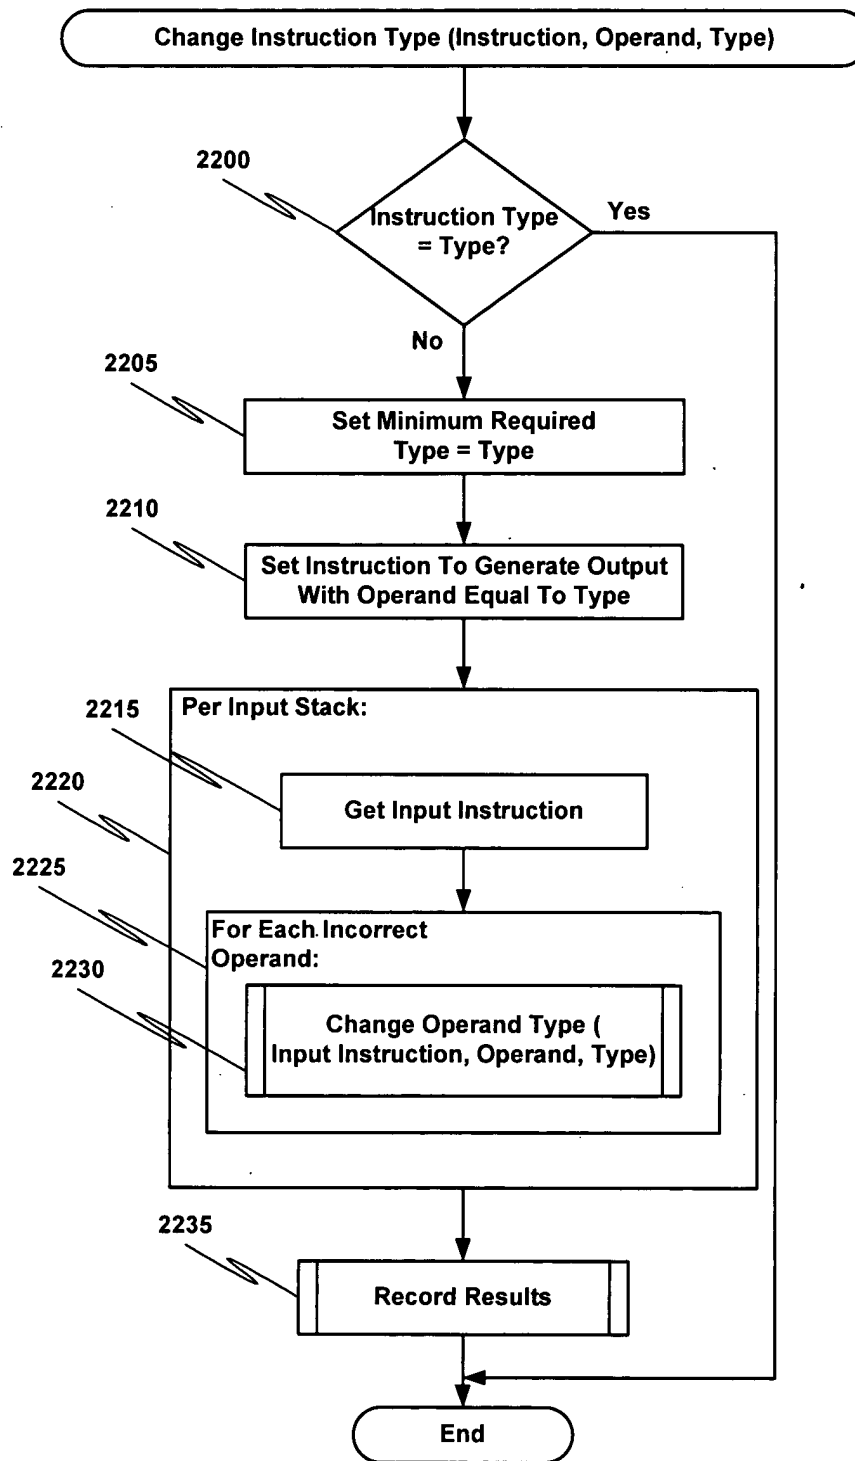 Change Instruction Type (Instruction, Operand, Type)
2200
Instruction Type
= Type?
Yes
No
2205
Set Minimum Required
Type = Type
2210
Set Instruction To Generate Output
With Operand Equal To Type
2215
Per Input Stack:
2220
Get Input Instruction
2225
For Each Incorrect
Operand:
2230
Change Operand Type (
Input Instruction, Operand, Type)
2235
Record Results
End